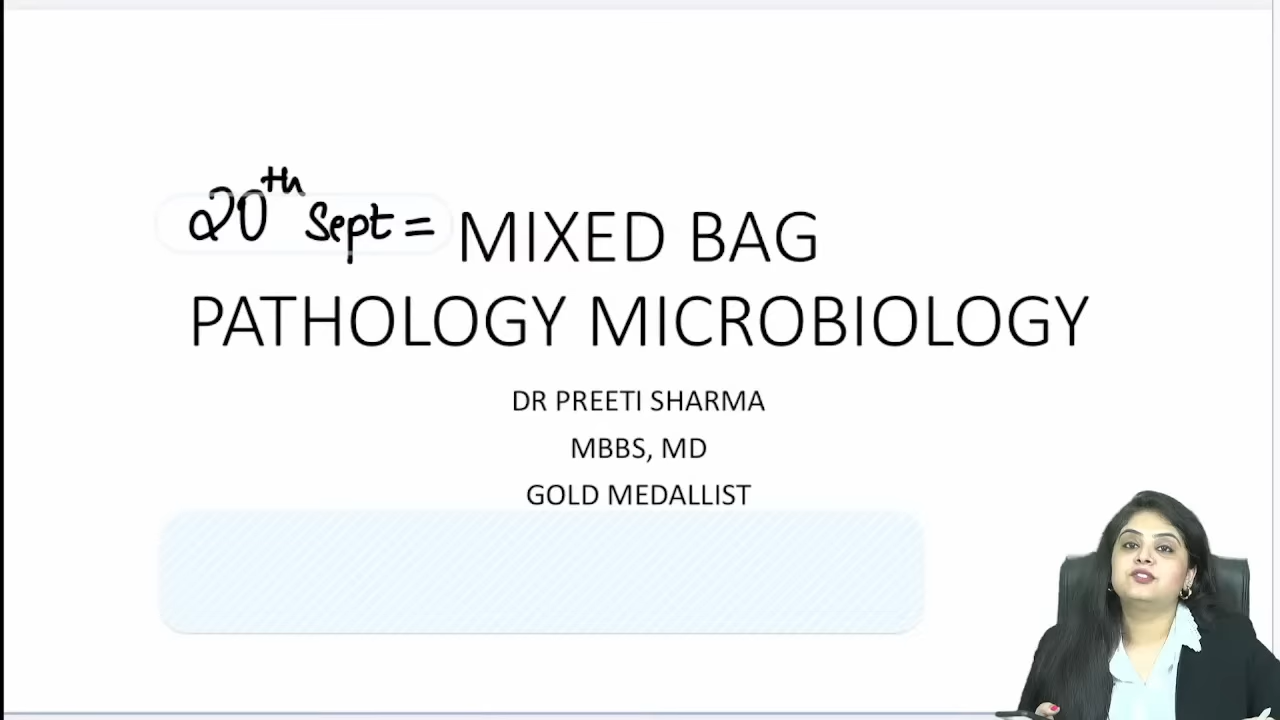 20th Sept = MIXED BAG
PATHOLOGY MICROBIOLOGY
DR PREETI SHARMA
MBBS, MD
GOLD MEDALLIST